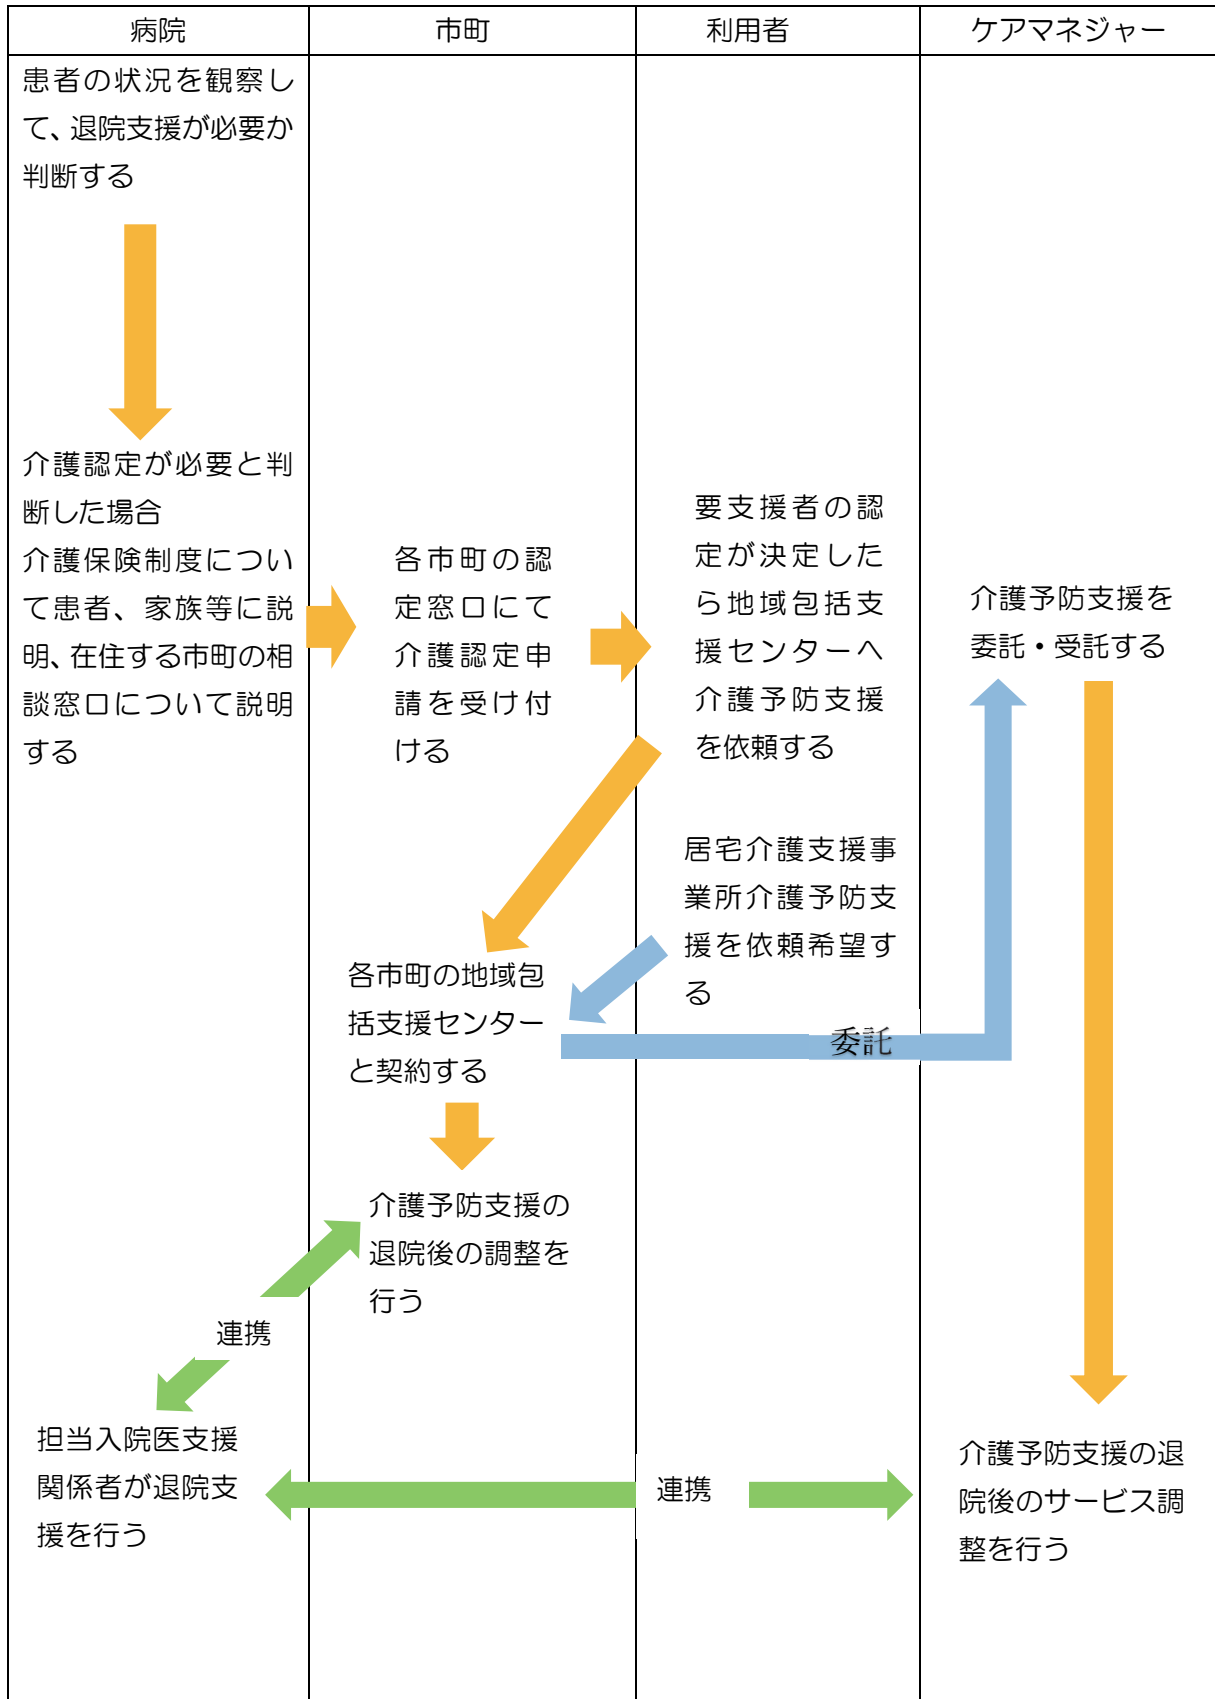 病院
市町
利用者
ケアマネジャー
患者の状況を観察し
て、退院支援が必要か
判断する
介護認定が必要と判
断した場合
介護保険制度につい
て患者、家族等に説
明、在住する市町の相
談窓口について説明
する
各市町の認
定窓口にて
介護認定申
請を受け付
ける
要支援者の認
定が決定した
ら地域包括支
援センターへ
介護予防支援
を依頼する
介護予防支援を
委託・受託する
居宅介護支援事
業所介護予防支
援を依頼希望す
る
各市町の地域包
括支援センター
と契約する
委託
介護予防支援の
退院後の調整を
行う
連携
担当入院医支援
関係者が退院支
援を行う
連携
介護予防支援の退
院後のサービス調
整を行う